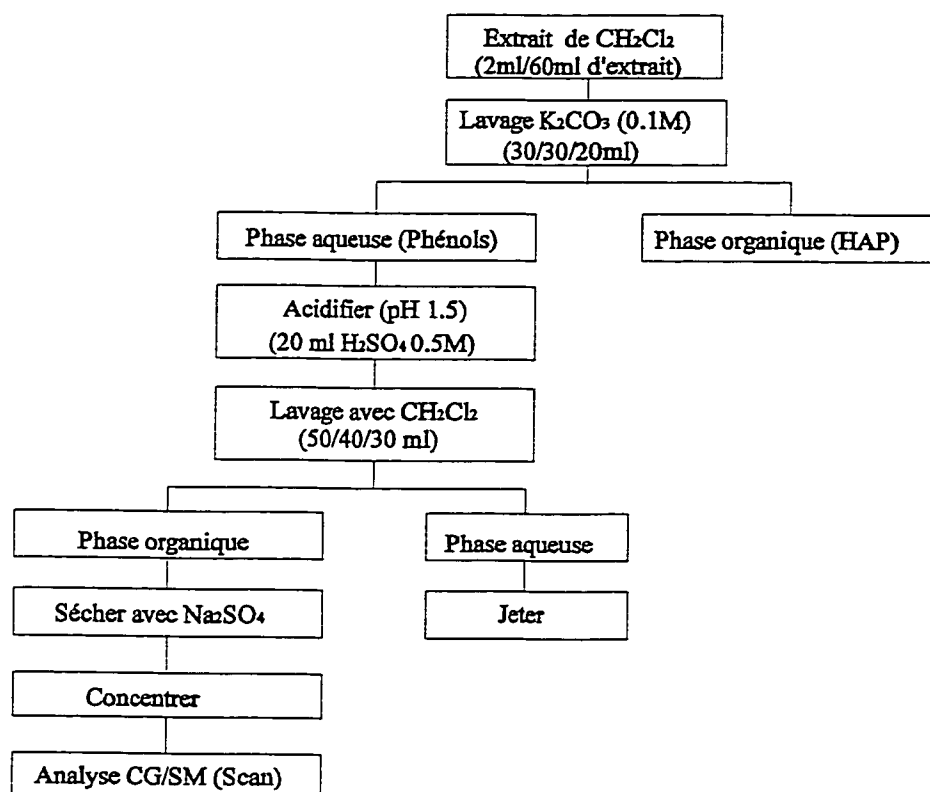 Extrait de CH₂Cl₂
(2ml/60ml d'extrait)
Lavage K₂CO₃ (0.1M)
(30/30/20ml)
Phase aqueuse (Phénols)
Phase organique (HAP)
Acidifier (pH 1.5)
(20 ml H₂SO₄ 0.5M)
Lavage avec CH₂Cl₂
(50/40/30 ml)
Phase organique
Phase aqueuse
Sécher avec Na₂SO₄
Jeter
Concentrer
Analyse CG/SM (Scan)